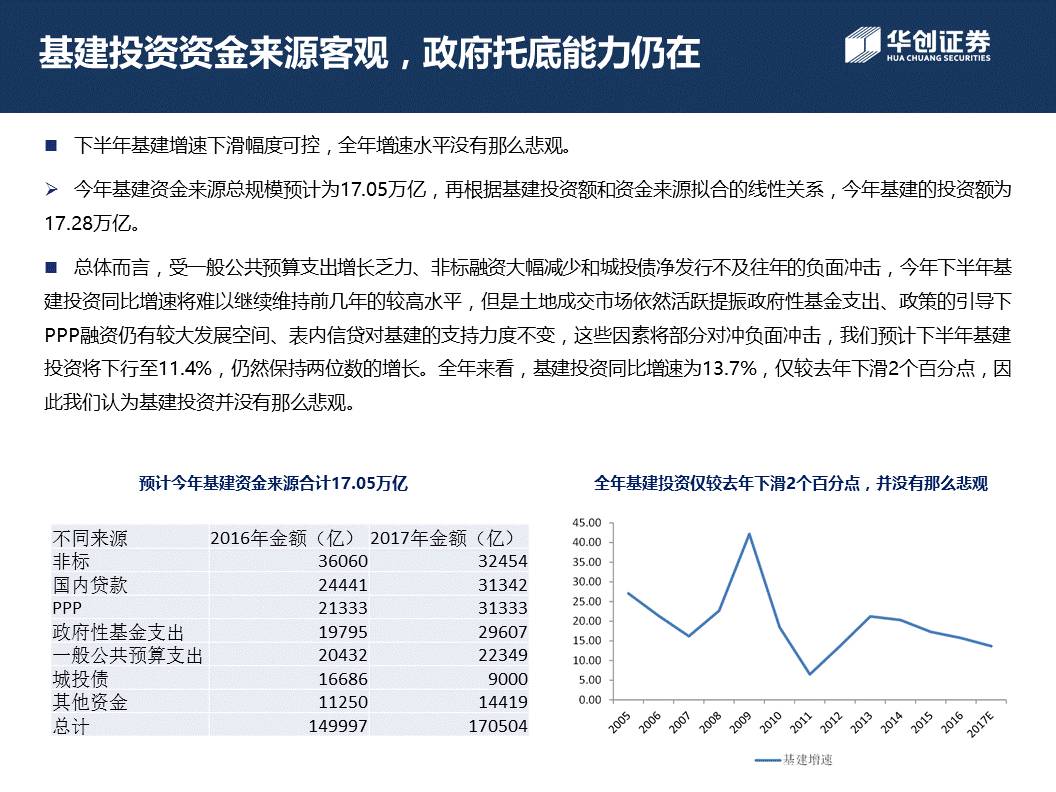 基建投资资金来源客观，政府托底能力仍在
华创证券
HUA CHUANG SECURITIES
■ 下半年基建增速下滑幅度可控，全年增速水平没有那么悲观。
➢ 今年基建资金来源总规模预计为17.05万亿，再根据基建投资额和资金来源拟合的线性关系，今年基建的投资额为
17.28万亿。
■ 总体而言，受一般公共预算支出增长乏力、非标融资大幅减少和城投债净发行不及往年的负面冲击，今年下半年基
建投资同比增速将难以继续维持前几年的较高水平，但是土地成交市场依然活跃提振政府性基金支出、政策的引导下
PPP融资仍有较大发展空间、表内信贷对基建的支持力度不变，这些因素将部分对冲负面冲击，我们预计下半年基建
投资将下行至11.4%，仍然保持两位数的增长。全年来看，基建投资同比增速为13.7%，仅较去年下滑2个百分点，因
此我们认为基建投资并没有那么悲观。
预计今年基建资金来源合计17.05万亿
不同来源 2016年金额（亿） 2017年金额（亿）
非标 36060 32454
国内贷款 24441 31342
PPP 21333 31333
政府性基金支出 19795 29607
一般公共预算支出 20432 22349
城投债 16686 9000
其他资金 11250 14419
总计 149997 170504
全年基建投资仅较去年下滑2个百分点，并没有那么悲观
45.00
40.00
35.00
30.00
25.00
20.00
15.00
10.00
5.00
0.00
2005 2006 2007 2008 2009 2010 2011 2012 2013 2014 2015 2016 2017E
基建增速